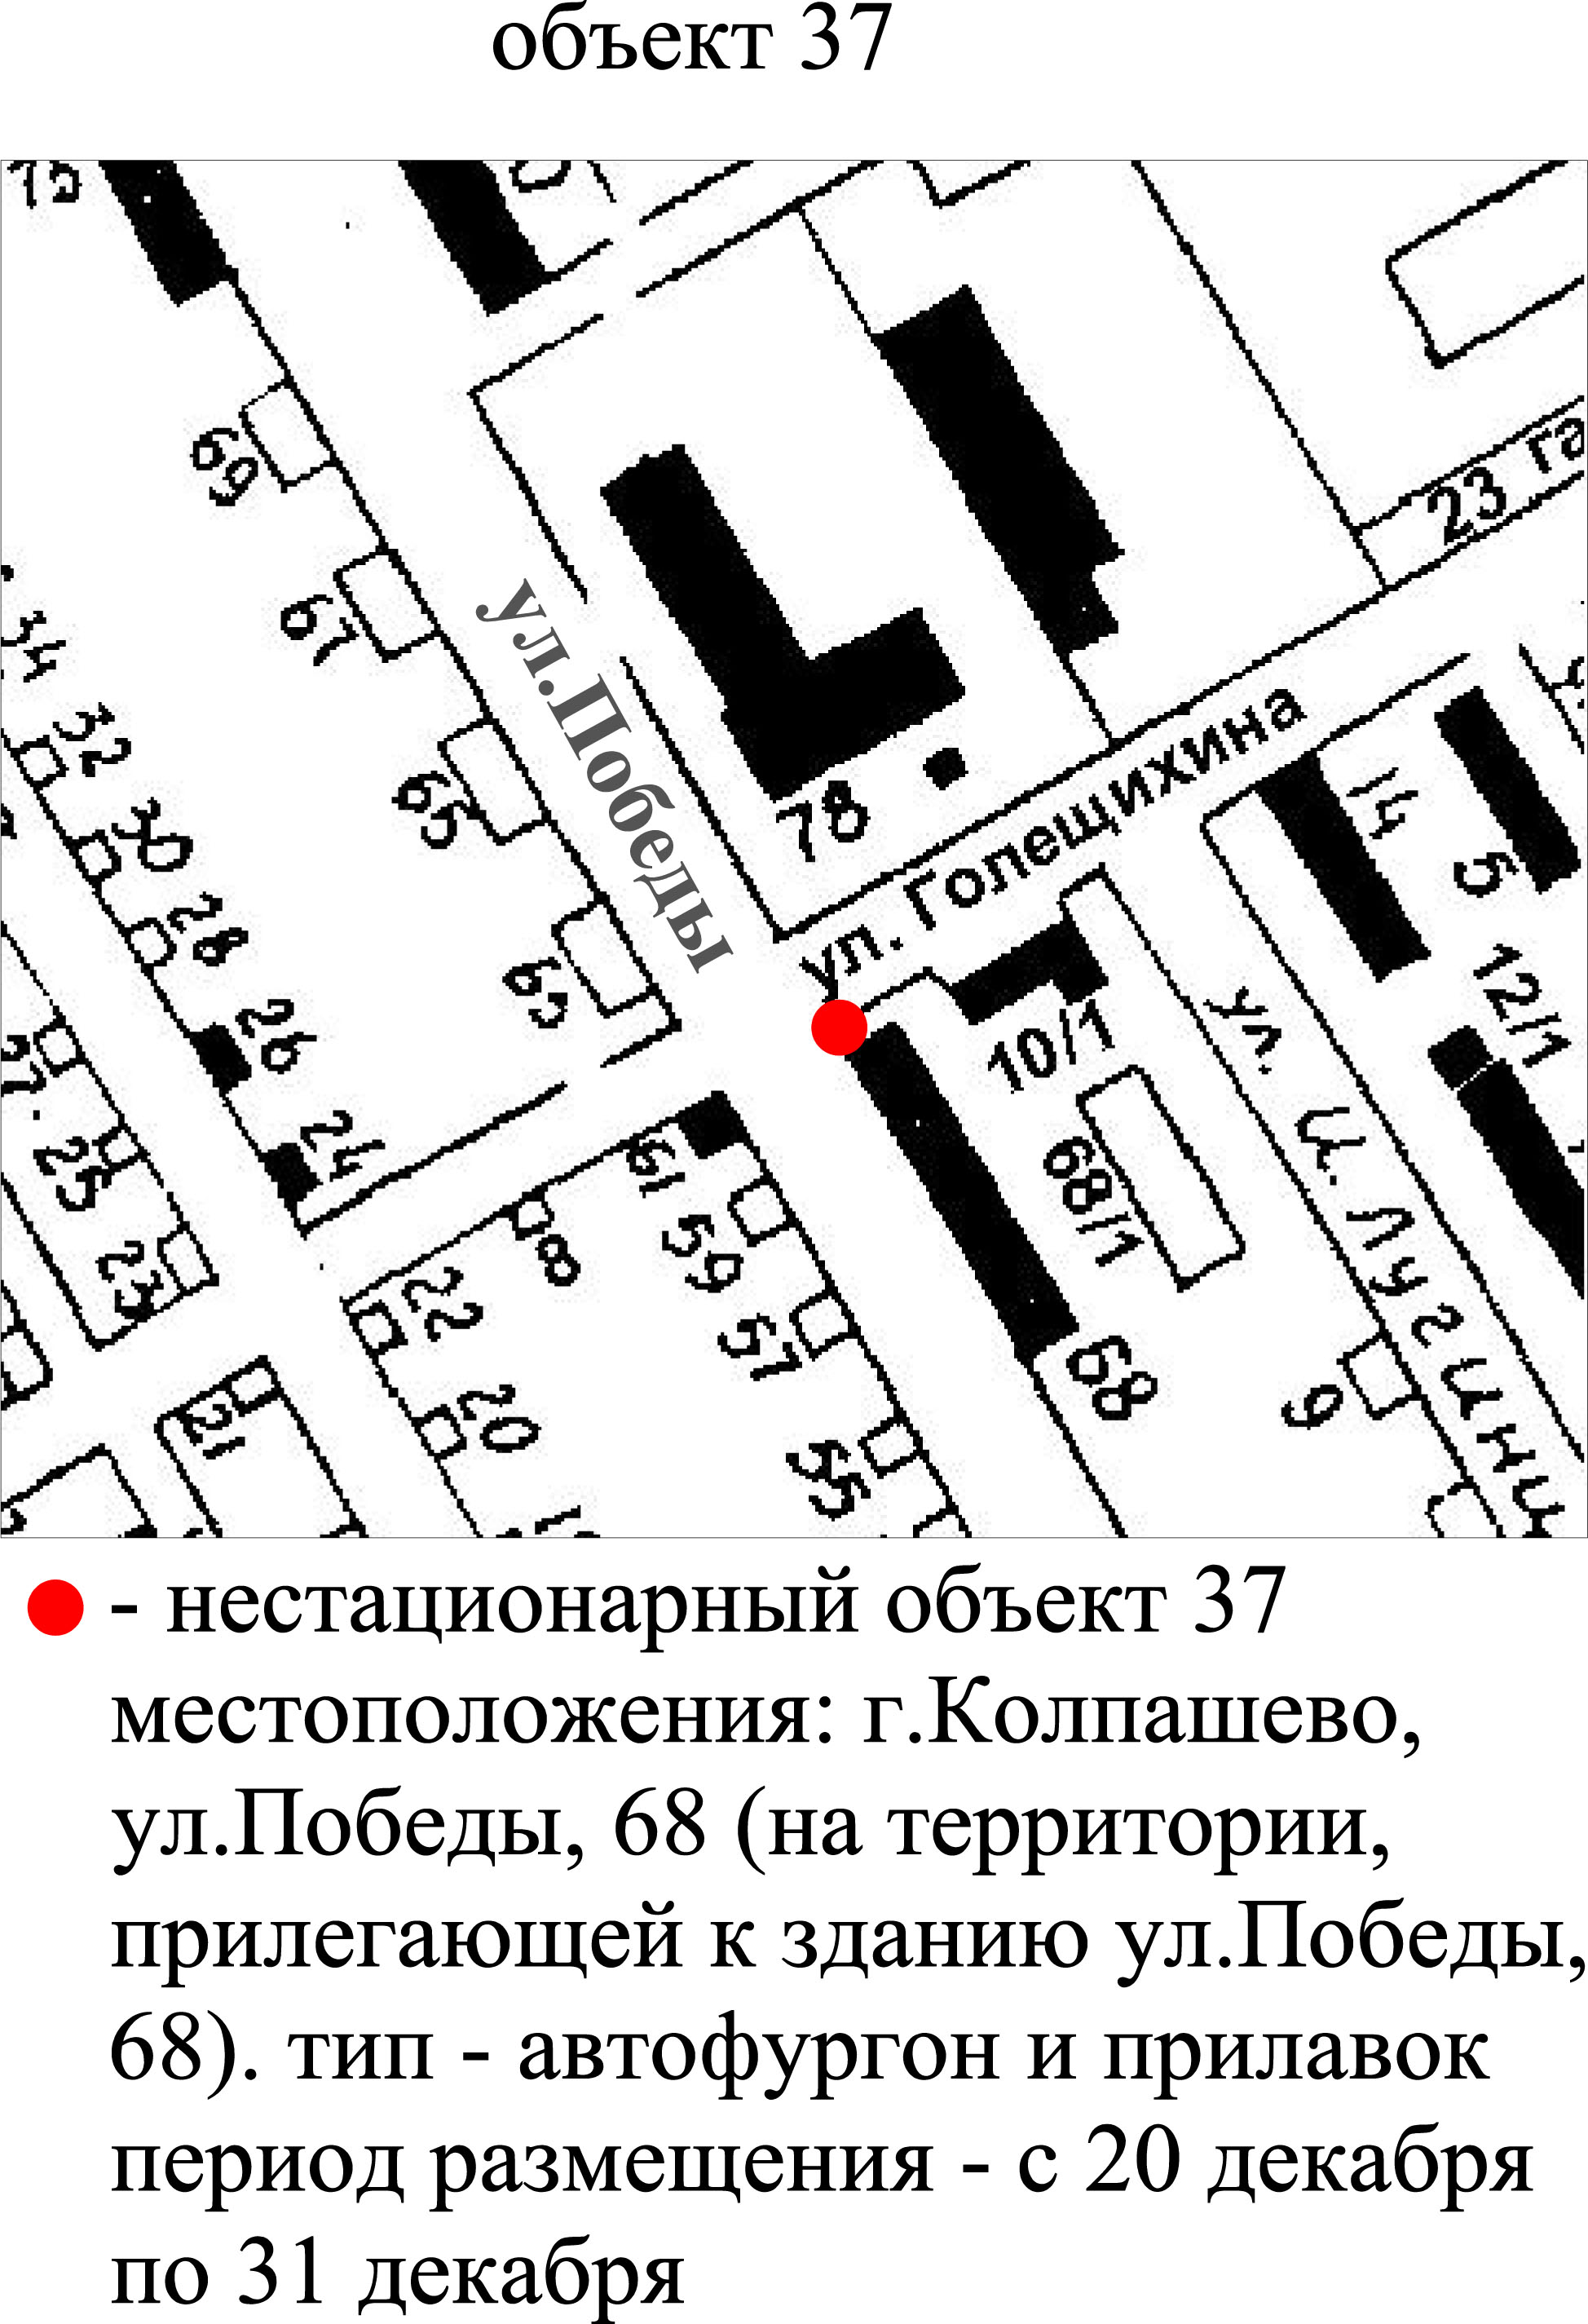 объект 37
69
67
ул.Победы
65
63
78
ул. Голещихина
23 га
34
32
30
28
26
24
14
5
12/1
10/1
68/1
68
ул. И. Лугинц
61
59
57
55
8
22
20
27
25
23
21
9
- нестационарный объект 37
местоположения: г.Колпашево,
ул.Победы, 68 (на территории,
прилегающей к зданию ул.Победы,
68). тип - автофургон и прилавок
период размещения - с 20 декабря
по 31 декабря